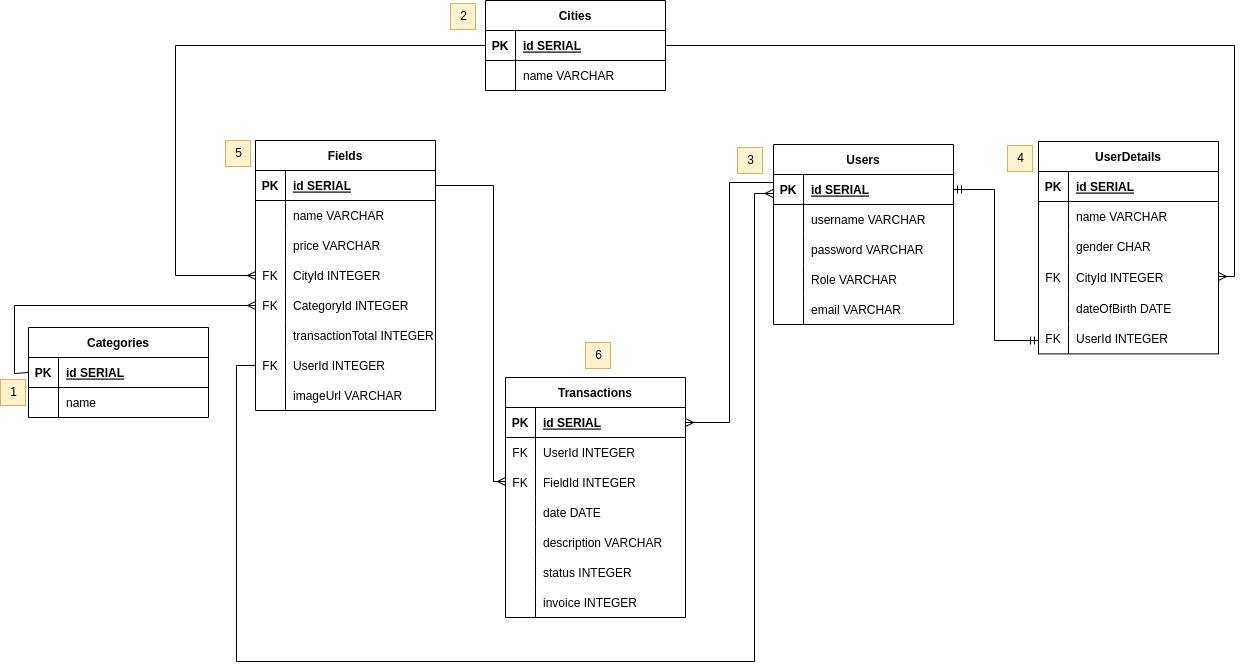 2
Cities
PK id SERIAL
name VARCHAR
5
Fields
PK id SERIAL
name VARCHAR
price VARCHAR
FK CityId INTEGER
FK CategoryId INTEGER
transactionTotal INTEGER
FK UserId INTEGER
imageUrl VARCHAR
3
Users
PK id SERIAL
username VARCHAR
password VARCHAR
Role VARCHAR
email VARCHAR
4
UserDetails
PK id SERIAL
name VARCHAR
gender CHAR
FK CityId INTEGER
dateOfBirth DATE
FK UserId INTEGER
Categories
PK id SERIAL
1
name
6
Transactions
PK id SERIAL
FK UserId INTEGER
FK FieldId INTEGER
date DATE
description VARCHAR
status INTEGER
invoice INTEGER